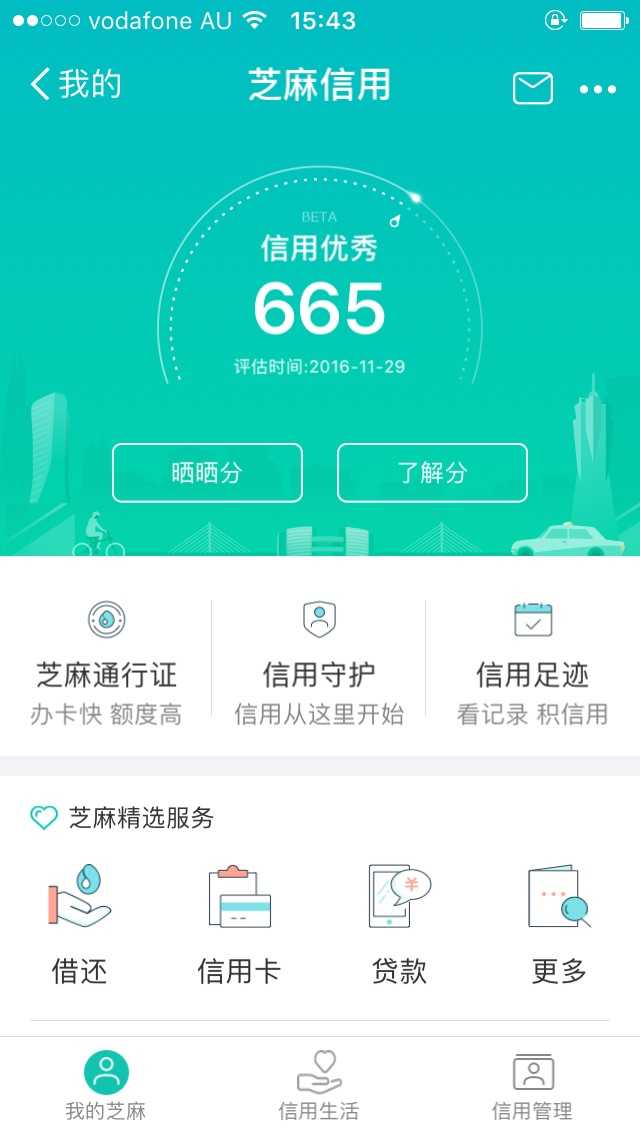 vodafone AU 15:43
我的 芝麻信用
BETA
信用优秀
665
评估时间:2016-11-29
晒晒分 了解分
芝麻通行证 信用守护 信用足迹
办卡快 额度高 信用从这里开始 看记录 积信用
芝麻精选服务
¥
借还 信用卡 贷款 更多
我的芝麻 信用生活 信用管理